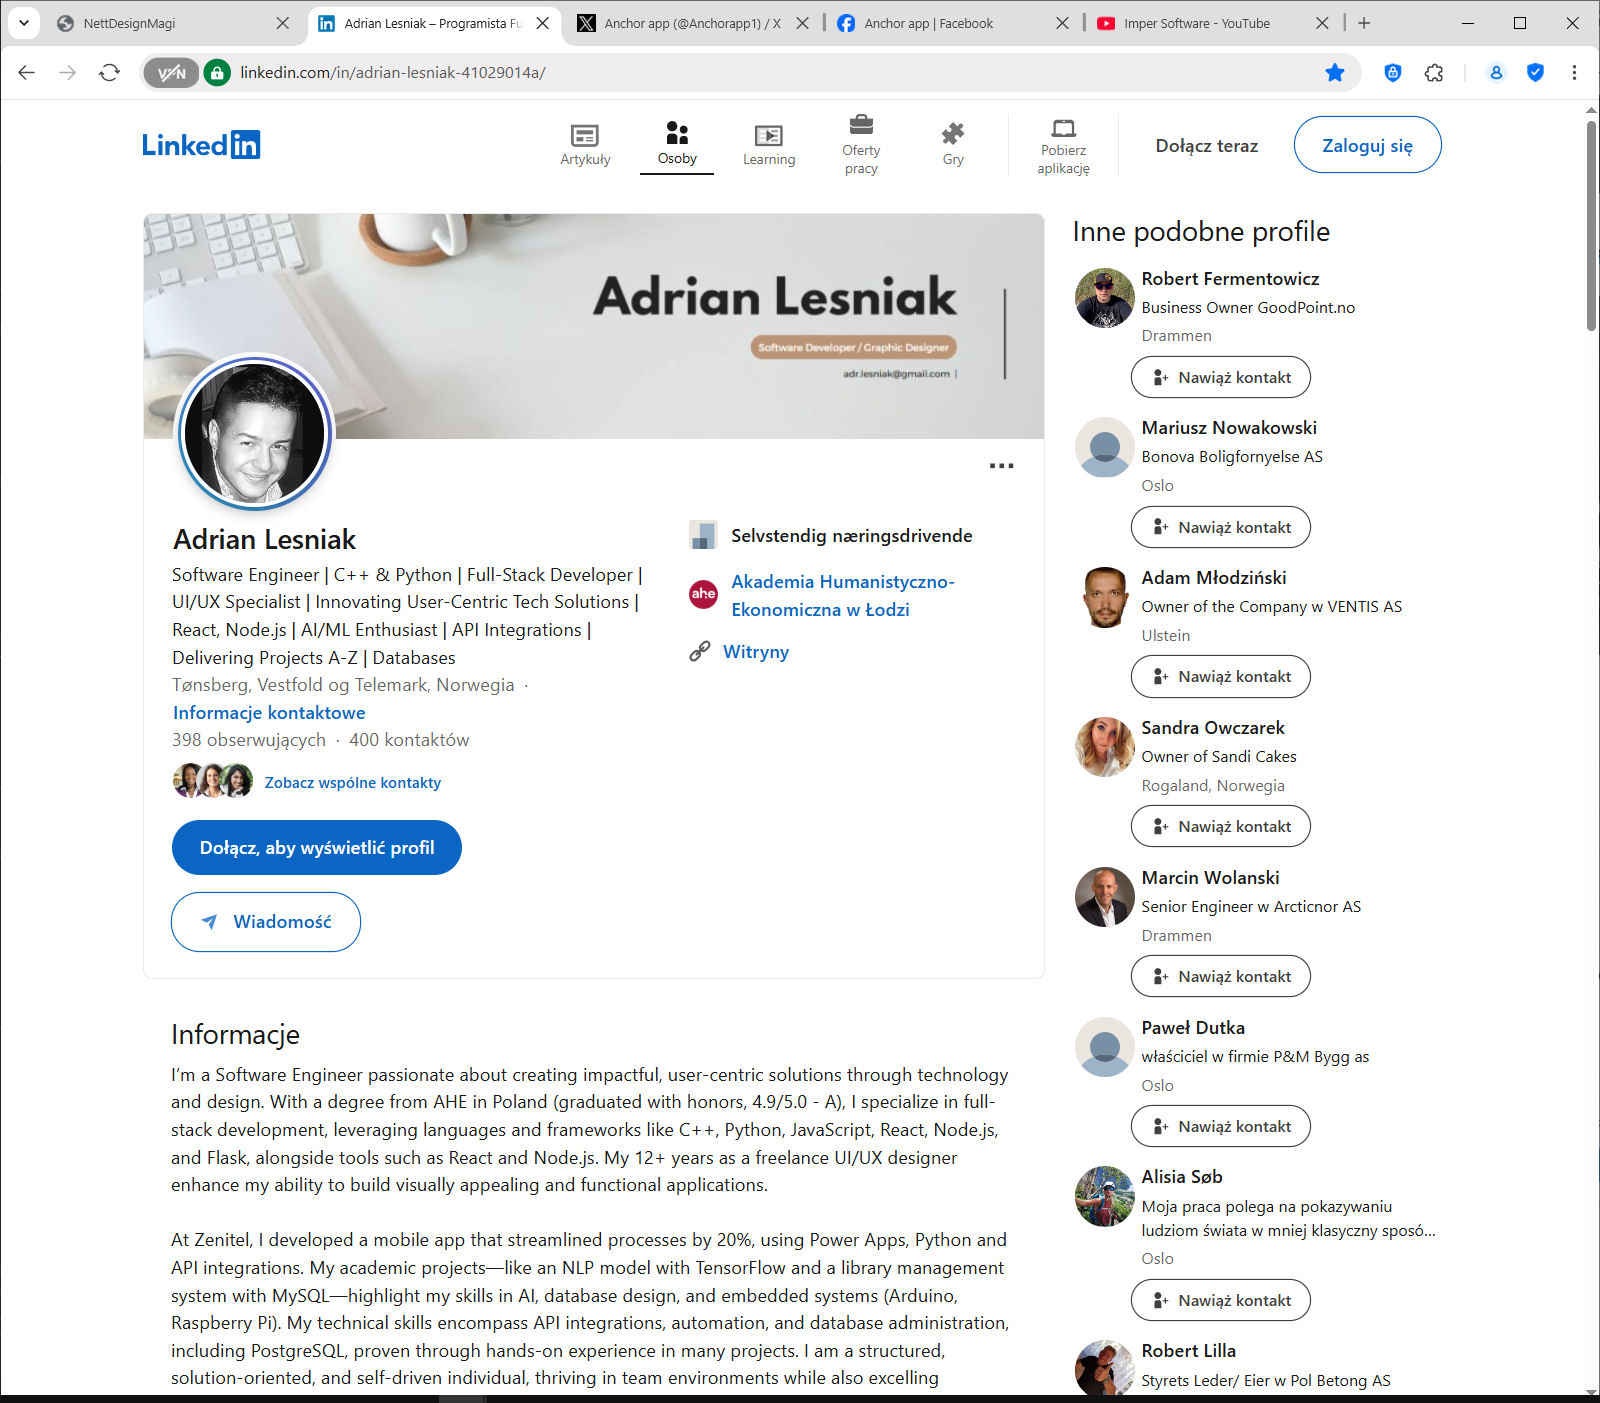 NettDesignMagi
Adrian Lesniak – Programista Fu
Anchor app (@Anchorapp1) / X
Anchor app | Facebook
Imper Software - YouTube
VPN
linkedin.com/in/adrian-lesniak-41029014a/
Linkedin
Artykuły
Osoby
Learning
Oferty
pracy
Gry
Pobierz
aplikację
Dołącz teraz
Zaloguj się
Adrian Lesniak
Software Developer / Graphic Designer
adr.lesniak@gmail.com |
Adrian Lesniak
Software Engineer | C++ & Python | Full-Stack Developer |
UI/UX Specialist | Innovating User-Centric Tech Solutions |
React, Node.js | AI/ML Enthusiast | API Integrations |
Delivering Projects A-Z | Databases
Tønsberg, Vestfold og Telemark, Norwegia ·
Informacje kontaktowe
398 obserwujących · 400 kontaktów
Zobacz wspólne kontakty
Dołącz, aby wyświetlić profil
Wiadomość
Selvstendig næringsdrivende
ahe
Akademia Humanistyczno-
Ekonomiczna w Łodzi
Witryny
Informacje
I'm a Software Engineer passionate about creating impactful, user-centric solutions through technology
and design. With a degree from AHE in Poland (graduated with honors, 4.9/5.0 - A), I specialize in full-
stack development, leveraging languages and frameworks like C++, Python, JavaScript, React, Node.js,
and Flask, alongside tools such as React and Node.js. My 12+ years as a freelance UI/UX designer
enhance my ability to build visually appealing and functional applications.
At Zenitel, I developed a mobile app that streamlined processes by 20%, using Power Apps, Python and
API integrations. My academic projects—like an NLP model with TensorFlow and a library management
system with MySQL—highlight my skills in AI, database design, and embedded systems (Arduino,
Raspberry Pi). My technical skills encompass API integrations, automation, and database administration,
including PostgreSQL, proven through hands-on experience in many projects. I am a structured,
solution-oriented, and self-driven individual, thriving in team environments while also excelling
Inne podobne profile
Robert Fermentowicz
Business Owner GoodPoint.no
Drammen
Nawiąż kontakt
Mariusz Nowakowski
Bonova Boligfornyelse AS
Oslo
Nawiąż kontakt
Adam Młodziński
Owner of the Company w VENTIS AS
Ulstein
Nawiąż kontakt
Sandra Owczarek
Owner of Sandi Cakes
Rogaland, Norwegia
Nawiąż kontakt
Marcin Wolanski
Senior Engineer w Arcticnor AS
Drammen
Nawiąż kontakt
Paweł Dutka
właściciel w firmie P&M Bygg as
Oslo
Nawiąż kontakt
Alisia Søb
Moja praca polega na pokazywaniu
ludziom świata w mniej klasyczny sposó...
Oslo
Nawiąż kontakt
Robert Lilla
Styrets Leder/ Eier w Pol Betong AS